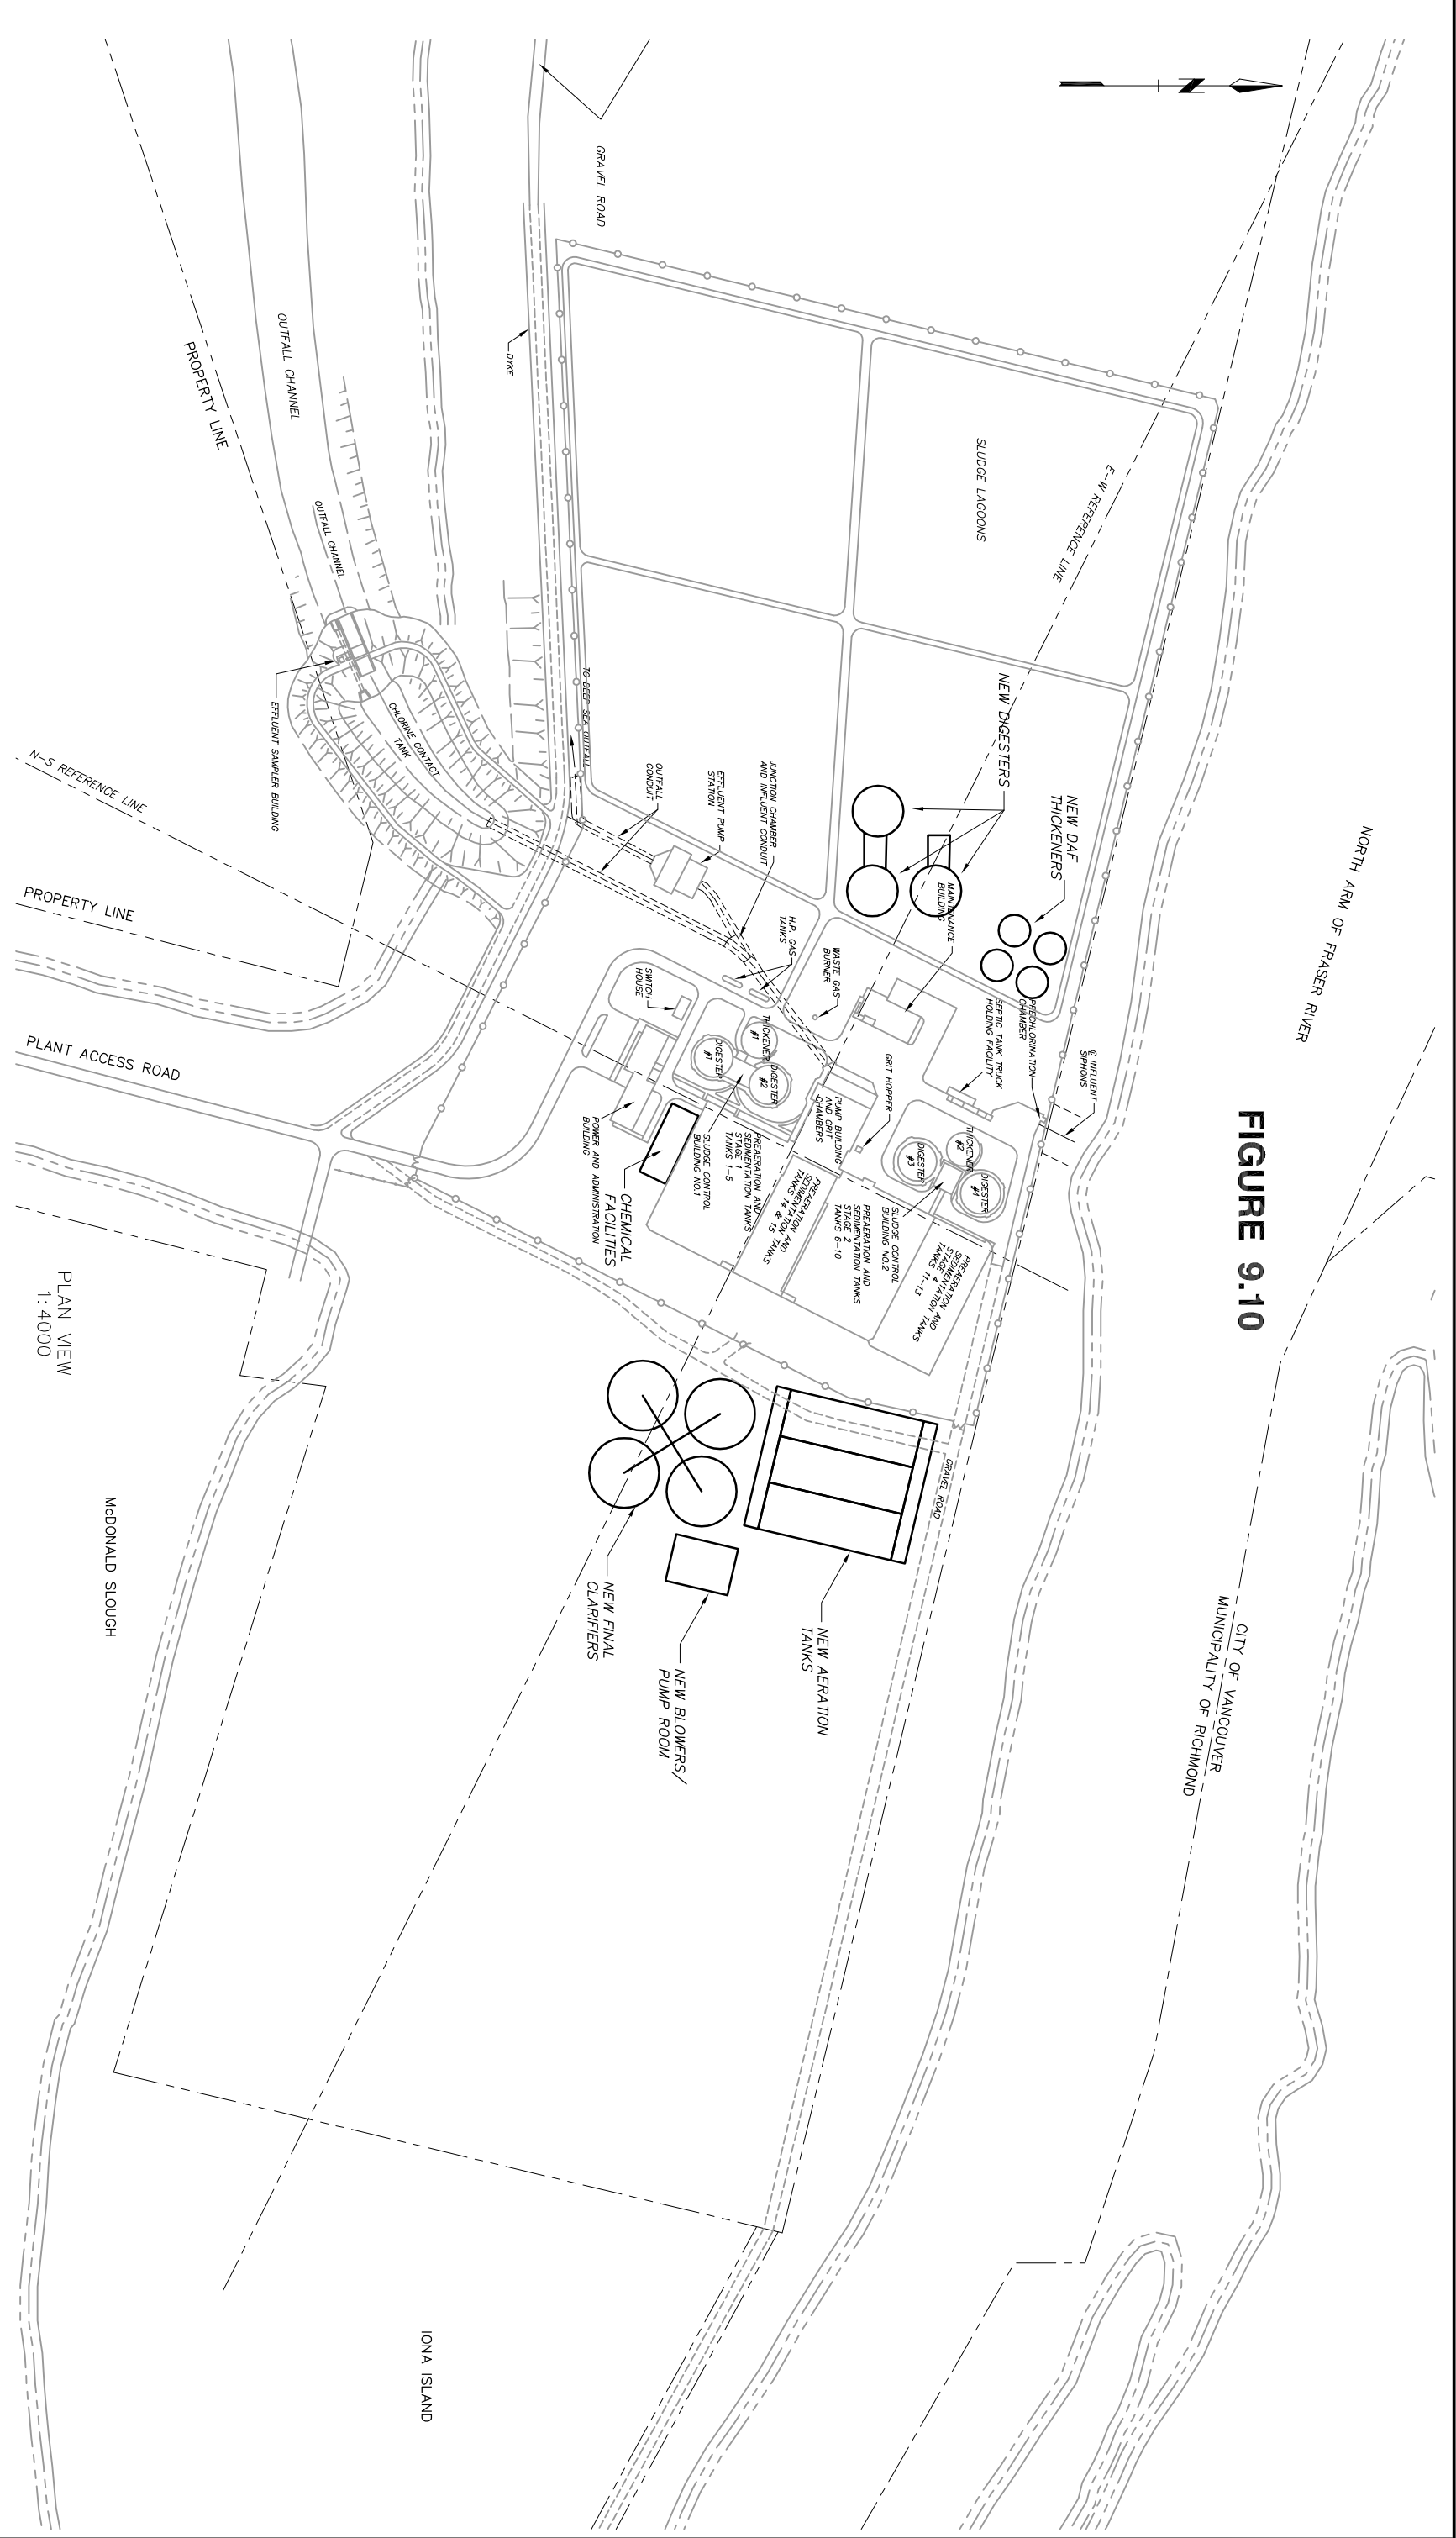 FIGURE 9.10
NORTH ARM OF FRASER RIVER
CITY OF VANCOUVER
MUNICIPALITY OF RICHMOND
N
E-W REFERENCE LINE
SLUDGE LAGOONS
NEW DAF
THICKENERS
NEW DIGESTERS
MAINTENANCE
BUILDING
℄ INFLUENT
SIPHONS
PRECHLORINATION
CHAMBER
SEPTIC TANK TRUCK
HOLDING FACILITY
GRIT HOPPER
WASTE GAS
BURNER
H.P. GAS
TANKS
JUNCTION CHAMBER
AND INFLUENT CONDUIT
EFFLUENT PUMP
STATION
OUTFALL
CONDUIT
TO DEEP SEA OUTFALL
THICKENER
#2
DIGESTER
#4
DIGESTER
#3
PREAERATION AND
SEDIMENTATION TANKS
STAGE 4
TANKS 11-13
SLUDGE CONTROL
BUILDING NO.2
PREAERATION AND
SEDIMENTATION TANKS
STAGE 2
TANKS 6-10
PUMP BUILDING
AND GRIT
CHAMBERS
PREAERATION AND
SEDIMENTATION TANKS
TANKS 14 & 15
THICKENER
#1
DIGESTER
#2
DIGESTER
#1
PREAERATION AND
SEDIMENTATION TANKS
STAGE 1
TANKS 1-5
SLUDGE CONTROL
BUILDING NO.1
SWITCH
HOUSE
CHEMICAL
FACILITIES
POWER AND ADMINISTRATION
BUILDING
GRAVEL ROAD
NEW AERATION
TANKS
NEW BLOWERS/
PUMP ROOM
NEW FINAL
CLARIFIERS
GRAVEL ROAD
DYKE
OUTFALL CHANNEL
OUTFALL CHANNEL
PROPERTY LINE
CHLORINE CONTACT
TANK
EFFLUENT SAMPLER BUILDING
N-S REFERENCE LINE
PROPERTY LINE
PLANT ACCESS ROAD
IONA ISLAND
McDONALD SLOUGH
PLAN VIEW
1:4000